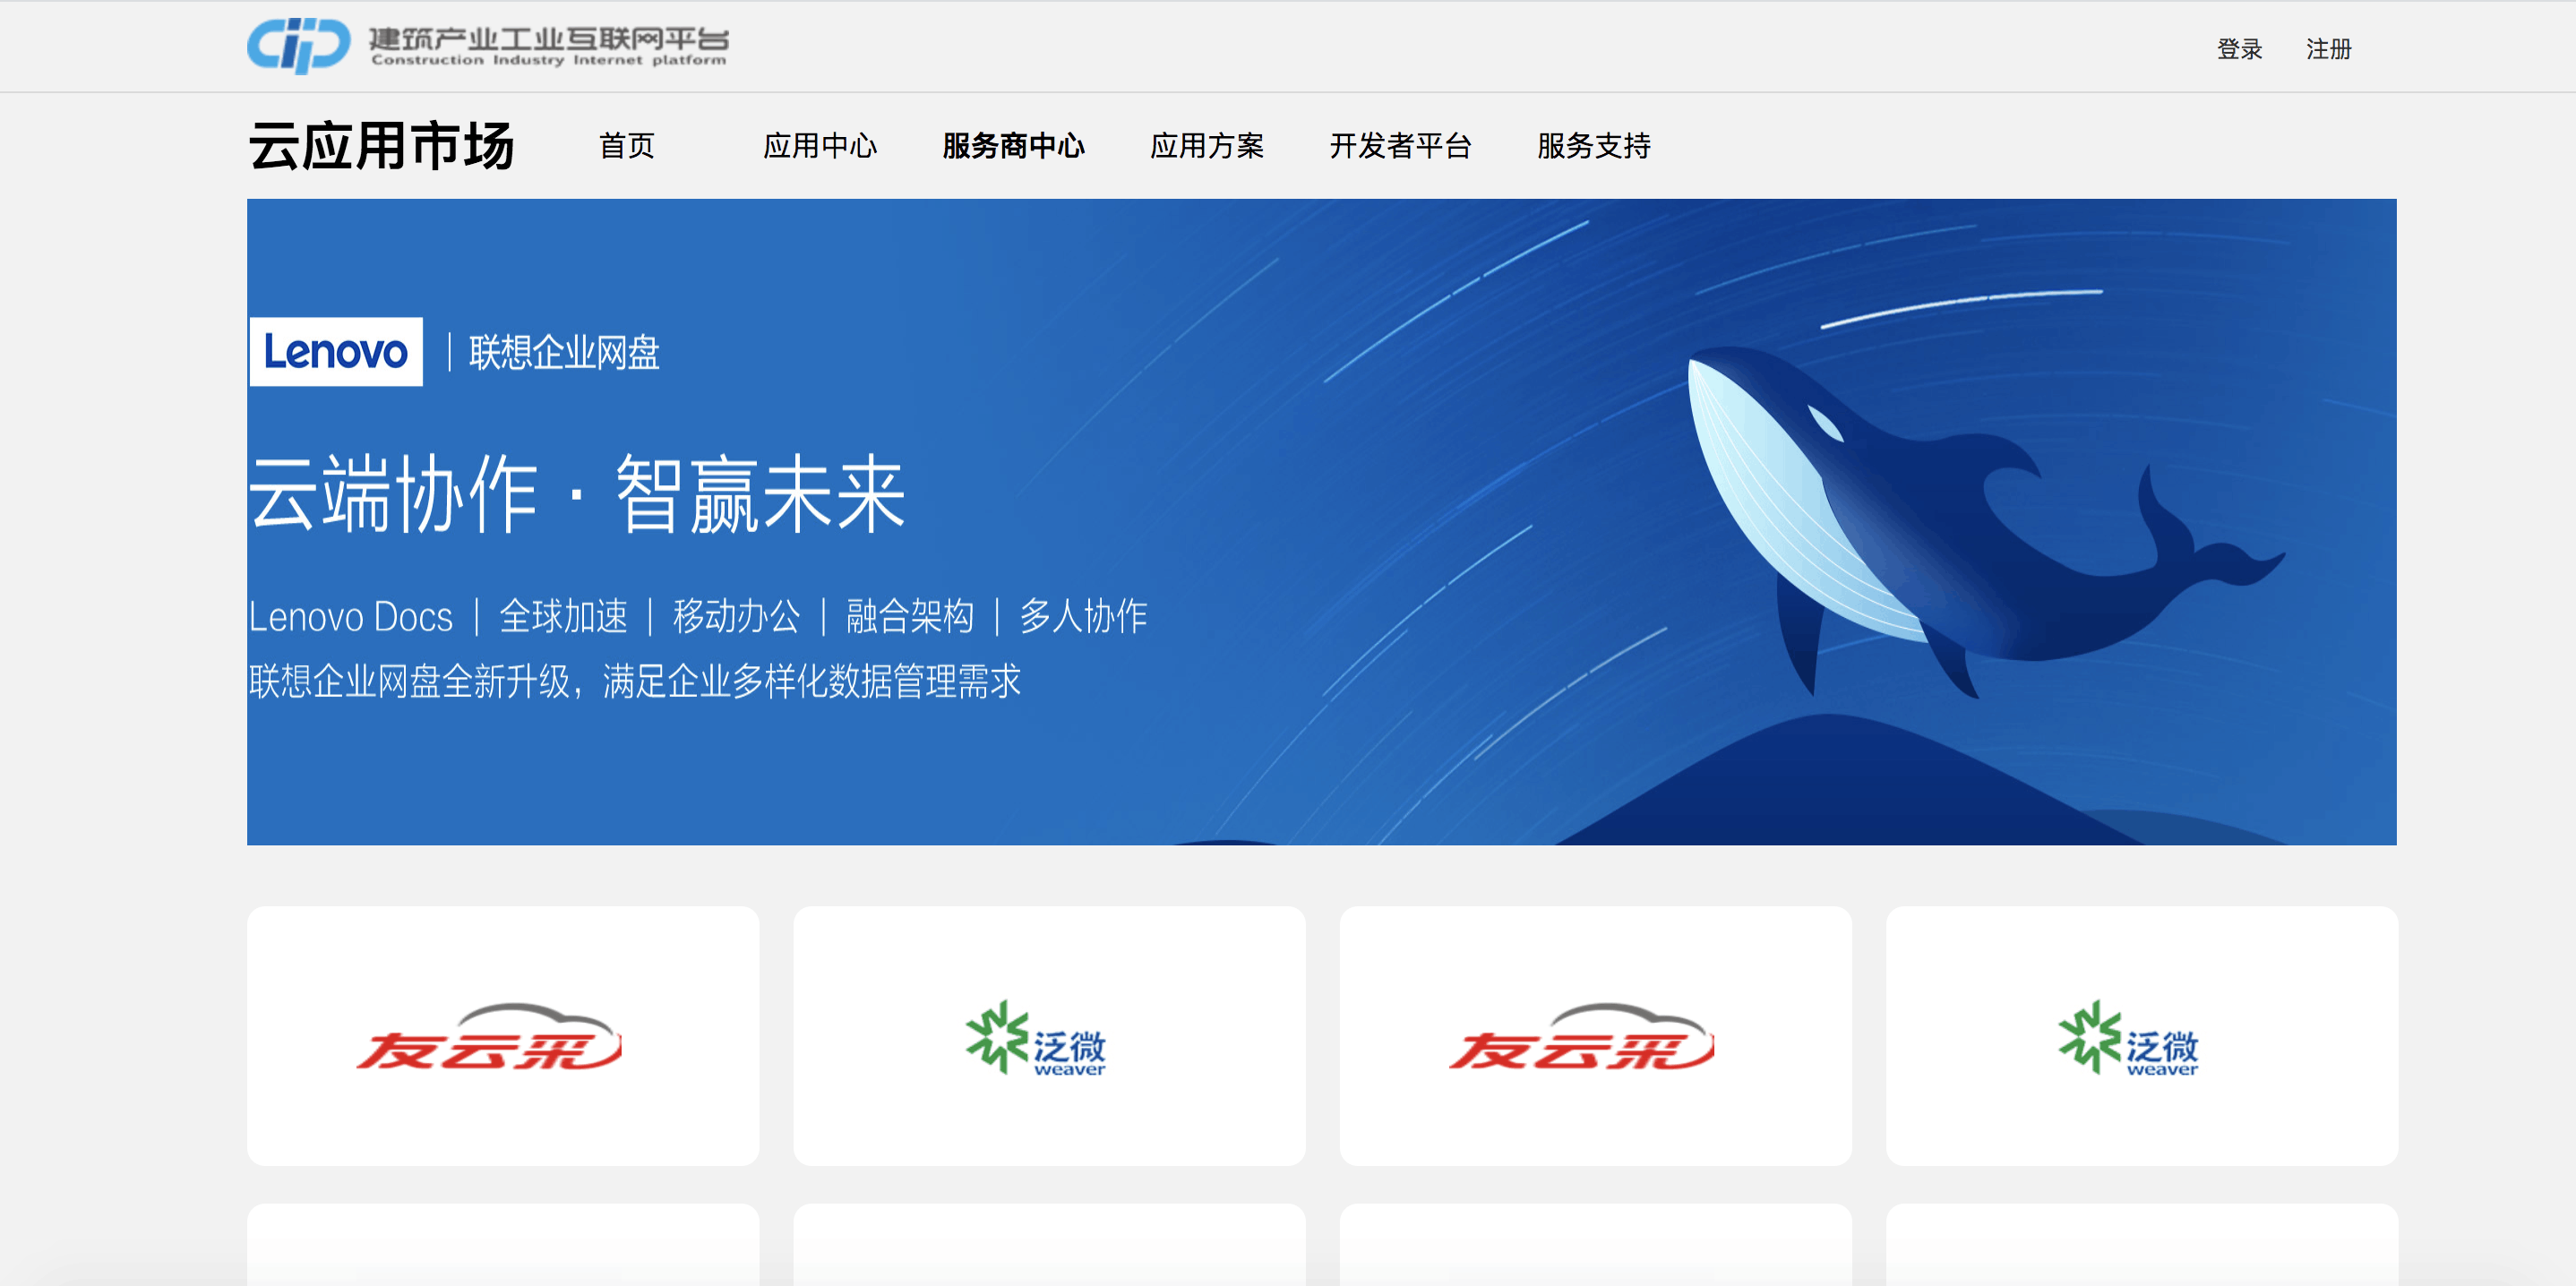 CIIP 建筑产业工业互联网平台
Construction Industry Internet platform
登录 注册
云应用市场 首页 应用中心 服务商中心 应用方案 开发者平台 服务支持
Lenovo | 联想企业网盘
云端协作 · 智赢未来
Lenovo Docs | 全球加速 | 移动办公 | 融合架构 | 多人协作
联想企业网盘全新升级，满足企业多样化数据管理需求
友云采
泛微
weaver
友云采
泛微
weaver